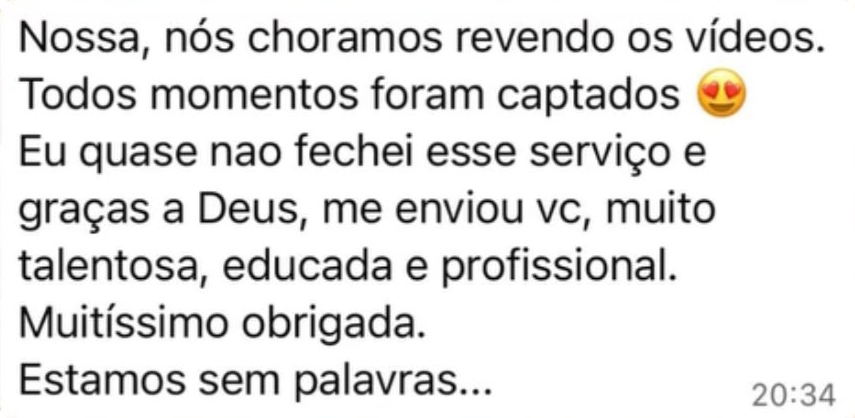 Nossa, nós choramos revendo os vídeos.
Todos momentos foram captados 😍
Eu quase nao fechei esse serviço e
graças a Deus, me enviou vc, muito
talentosa, educada e profissional.
Muitíssimo obrigada.
Estamos sem palavras...
20:34